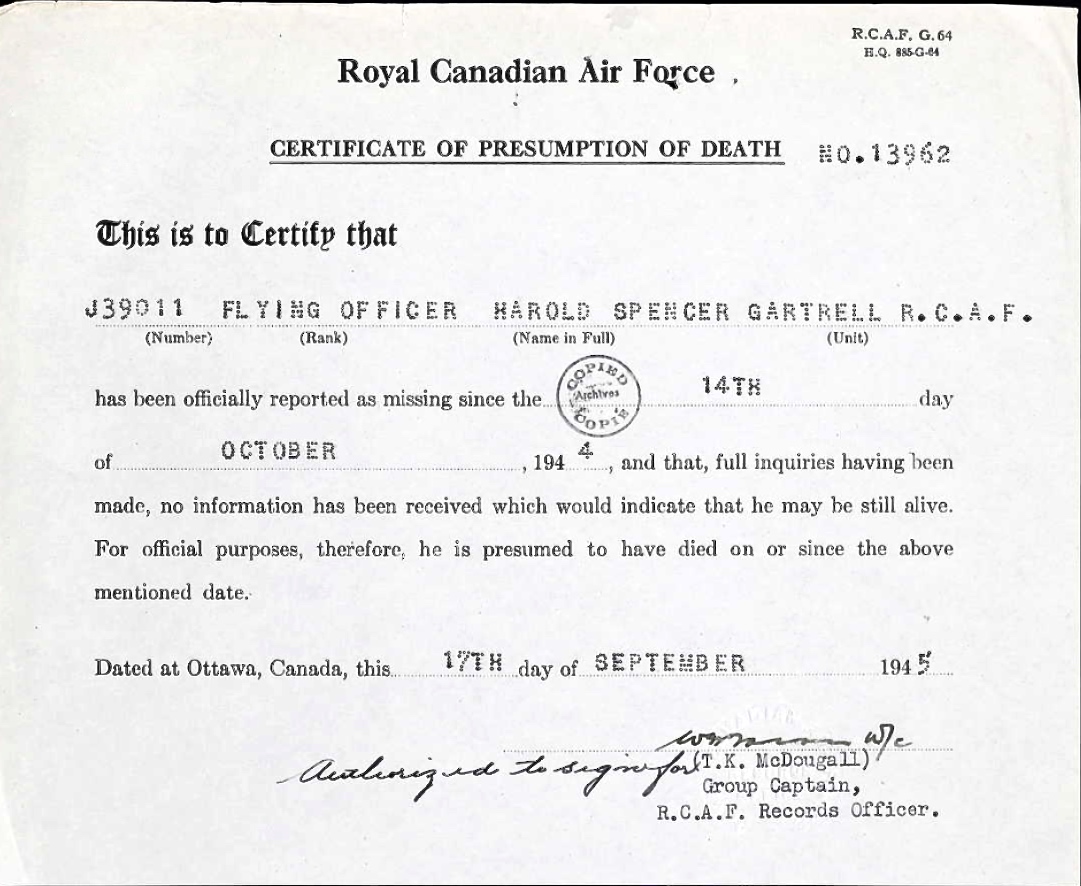 R.C.A.F. G. 64
H.Q. 885-G-64
Royal Canadian Air Force
CERTIFICATE OF PRESUMPTION OF DEATH NO.13962
This is to Certify that
J39011 FLYING OFFICER HAROLD SPENCER GARTRELL R.C.A.F.
(Number) (Rank) (Name in Full) (Unit)
COPIED
Archives
COPIÉ
has been officially reported as missing since the 14TH day
of OCTOBER, 1944, and that, full inquiries having been
made, no information has been received which would indicate that he may be still alive.
For official purposes, therefore, he is presumed to have died on or since the above
mentioned date.
Dated at Ottawa, Canada, this 17TH day of SEPTEMBER 1945
W/c
Authorized to sign for (T.K. McDougall)
Group Captain,
R.C.A.F. Records Officer.